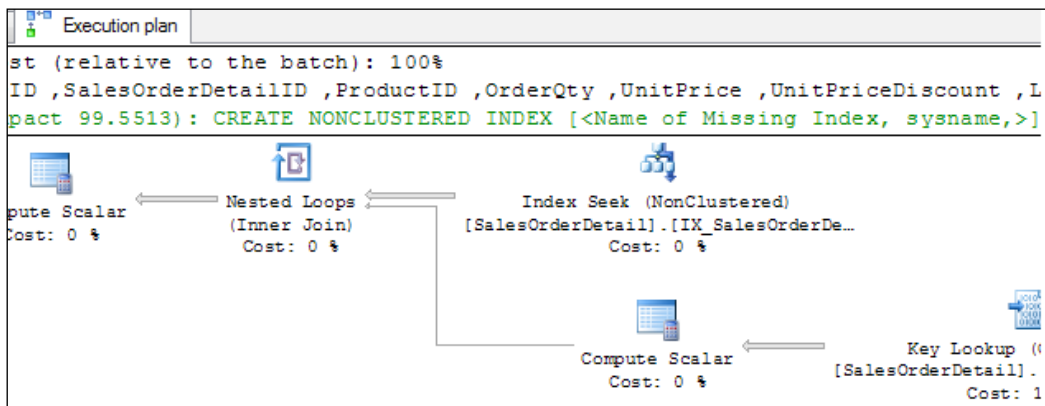 Execution plan
st (relative to the batch): 100%
ID ,SalesOrderDetailID ,ProductID ,OrderQty ,UnitPrice ,UnitPriceDiscount ,L
pact 99.5513): CREATE NONCLUSTERED INDEX [<Name of Missing Index, sysname,>]
pute Scalar
Cost: 0 %
Nested Loops
(Inner Join)
Cost: 0 %
Index Seek (NonClustered)
[SalesOrderDetail].[IX_SalesOrderDe…
Cost: 0 %
Compute Scalar
Cost: 0 %
Key Lookup (
[SalesOrderDetail].
Cost: 1